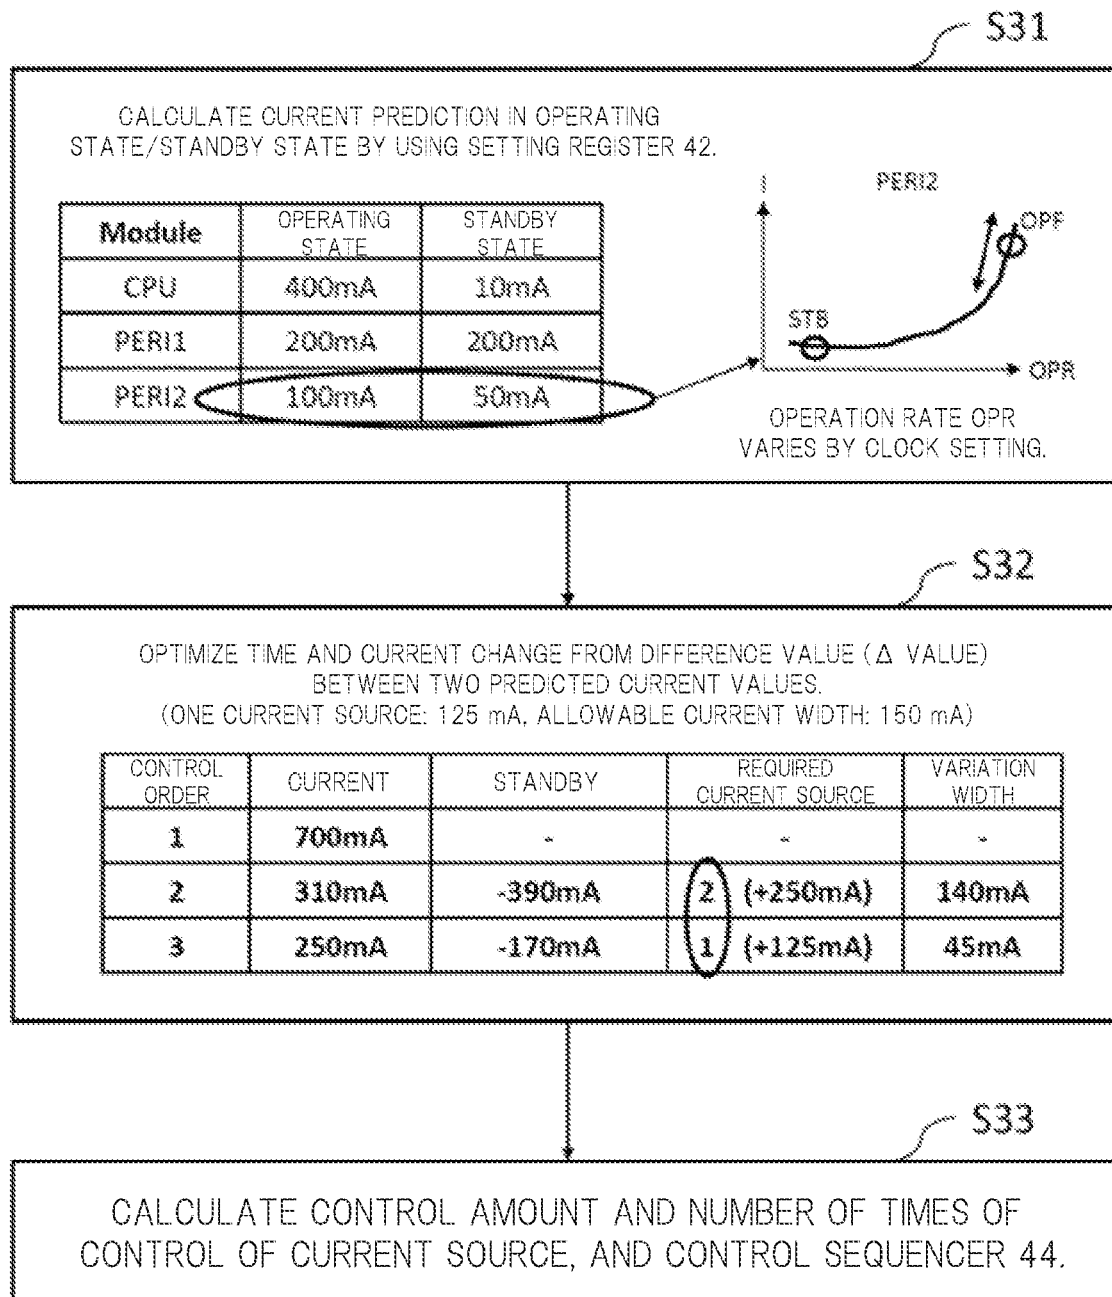 S31
CALCULATE CURRENT PREDICTION IN OPERATING
STATE/STANDBY STATE BY USING SETTING REGISTER 42.
Module OPERATING STATE STANDBY STATE
CPU 400mA 10mA
PERI1 200mA 200mA
PERI2 100mA 50mA
I
PERI2
OPE
STB
OPR
OPERATION RATE OPR
VARIES BY CLOCK SETTING.
S32
OPTIMIZE TIME AND CURRENT CHANGE FROM DIFFERENCE VALUE (Δ VALUE)
BETWEEN TWO PREDICTED CURRENT VALUES.
(ONE CURRENT SOURCE: 125 mA, ALLOWABLE CURRENT WIDTH: 150 mA)
CONTROL ORDER CURRENT STANDBY REQUIRED CURRENT SOURCE VARIATION WIDTH
1 700mA - - -
2 310mA -390mA 2 (+250mA) 140mA
3 250mA -170mA 1 (+125mA) 45mA
S33
CALCULATE CONTROL AMOUNT AND NUMBER OF TIMES OF
CONTROL OF CURRENT SOURCE, AND CONTROL SEQUENCER 44.